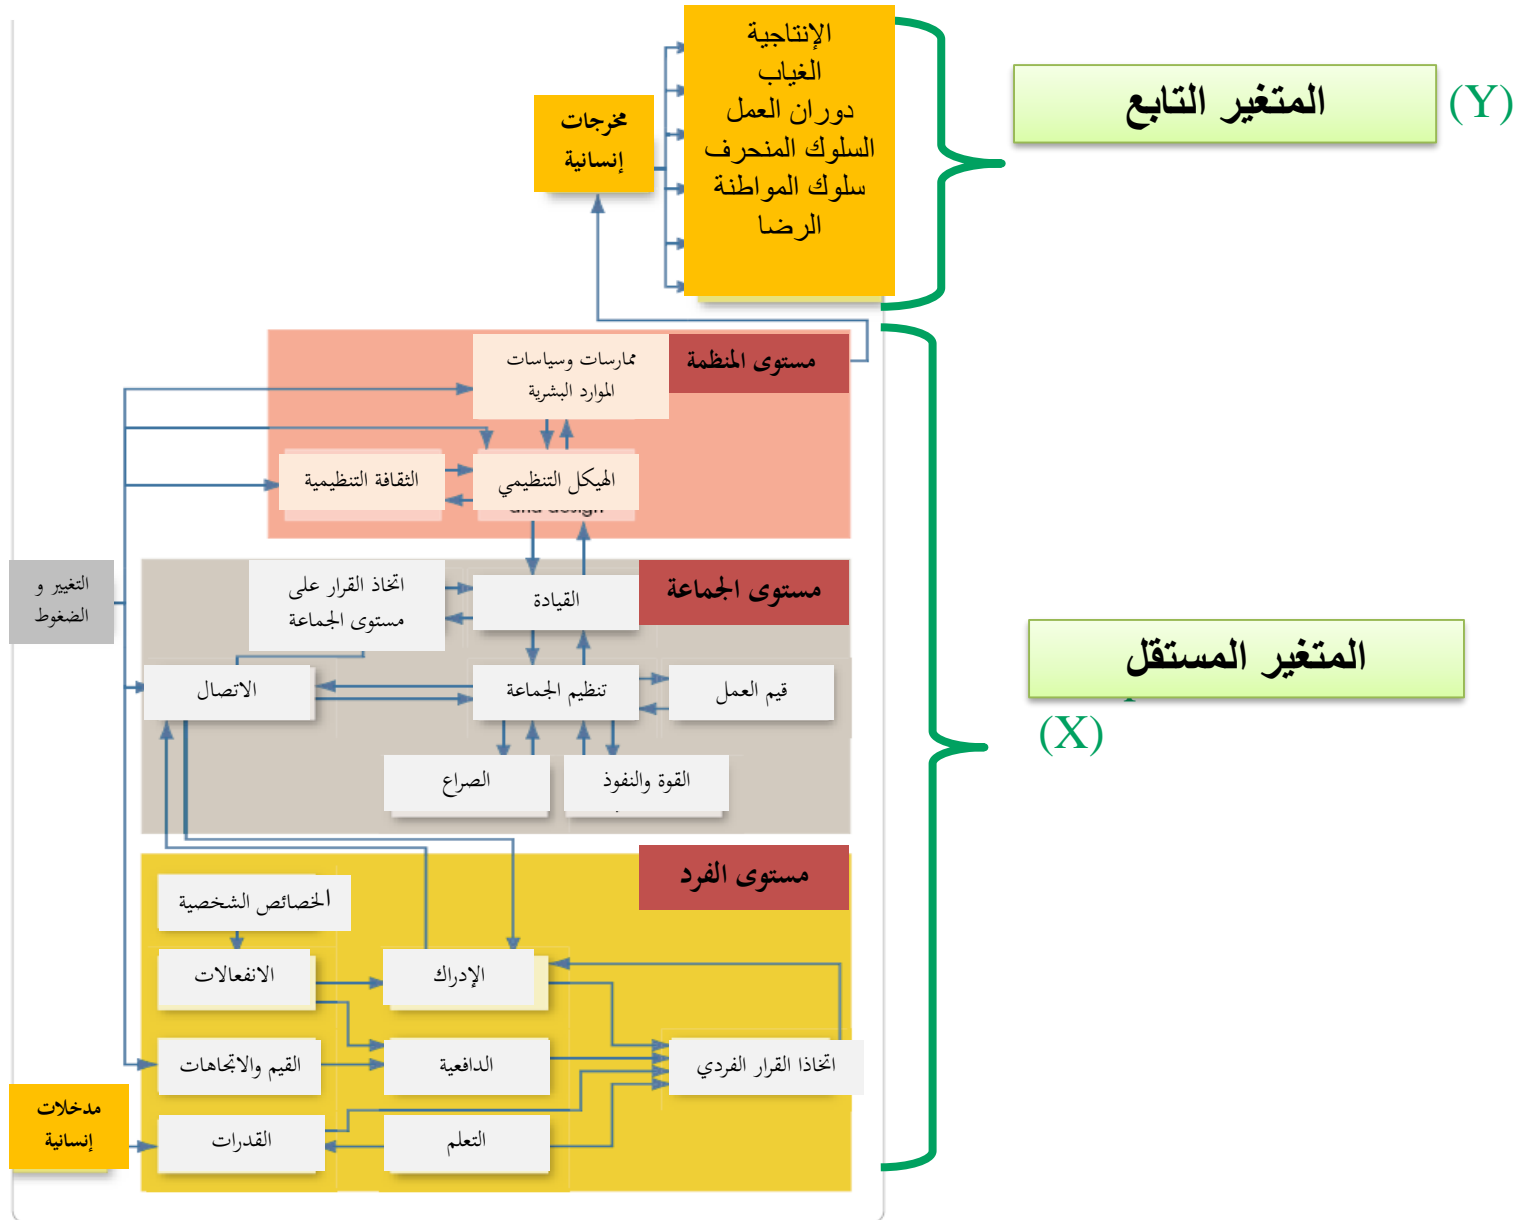 الإنتاجية
الغياب
دوران العمل
السلوك المنحرف
سلوك المواطنة
الرضا
المتغير التابع
(Y)
مخرجات
إنسانية
مستوى المنظمة
ممارسات وسياسات
الموارد البشرية
الهيكل التنظيمي
الثقافة التنظيمية
and design
التغيير و
الضغوط
مستوى الجماعة
القيادة
اتخاذ القرار على
مستوى الجماعة
المتغير المستقل
(X)
قيم العمل
تنظيم الجماعة
الاتصال
القوة والنفوذ
الصراع
مستوى الفرد
الخصائص الشخصية
الإدراك
الانفعالات
اتخاذا القرار الفردي
الدافعية
القيم والاتجاهات
التعلم
القدرات
مدخلات
إنسانية